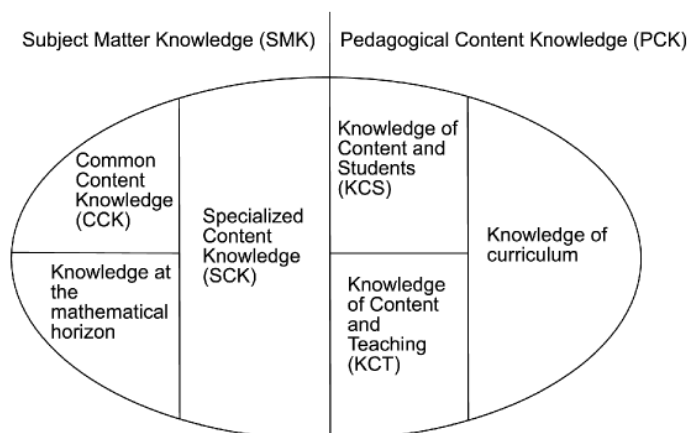 Subject Matter Knowledge (SMK)
Pedagogical Content Knowledge (PCK)
Common
Content
Knowledge
(CCK)
Knowledge at
the
mathematical
horizon
Specialized
Content
Knowledge
(SCK)
Knowledge of
Content and
Students
(KCS)
Knowledge
of Content
and
Teaching
(KCT)
Knowledge of
curriculum